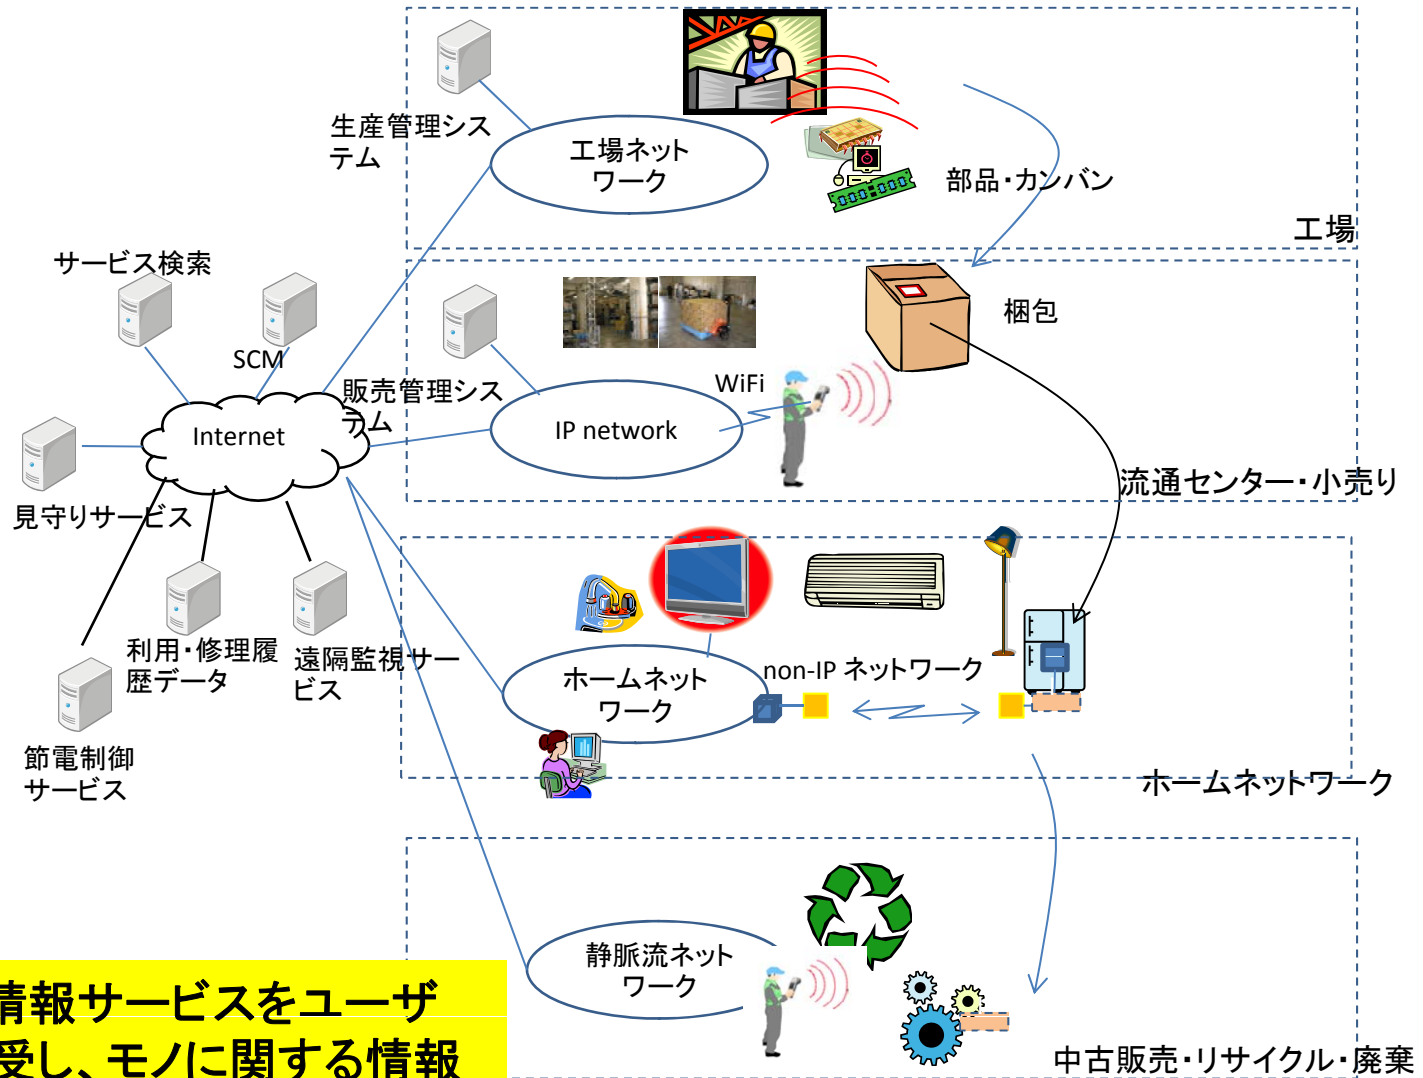 生産管理シス
テム
工場ネット
ワーク
部品・カンバン
工場
サービス検索
SCM
梱包
販売管理シス
テム
WiFi
Internet
IP network
流通センター・小売り
見守りサービス
利用・修理履
歴データ
遠隔監視サー
ビス
ホームネット
ワーク
non-IP ネットワーク
節電制御
サービス
ホームネットワーク
静脈流ネット
ワーク
情報サービスをユーザ
受し、モノに関する情報
中古販売・リサイクル・廃棄